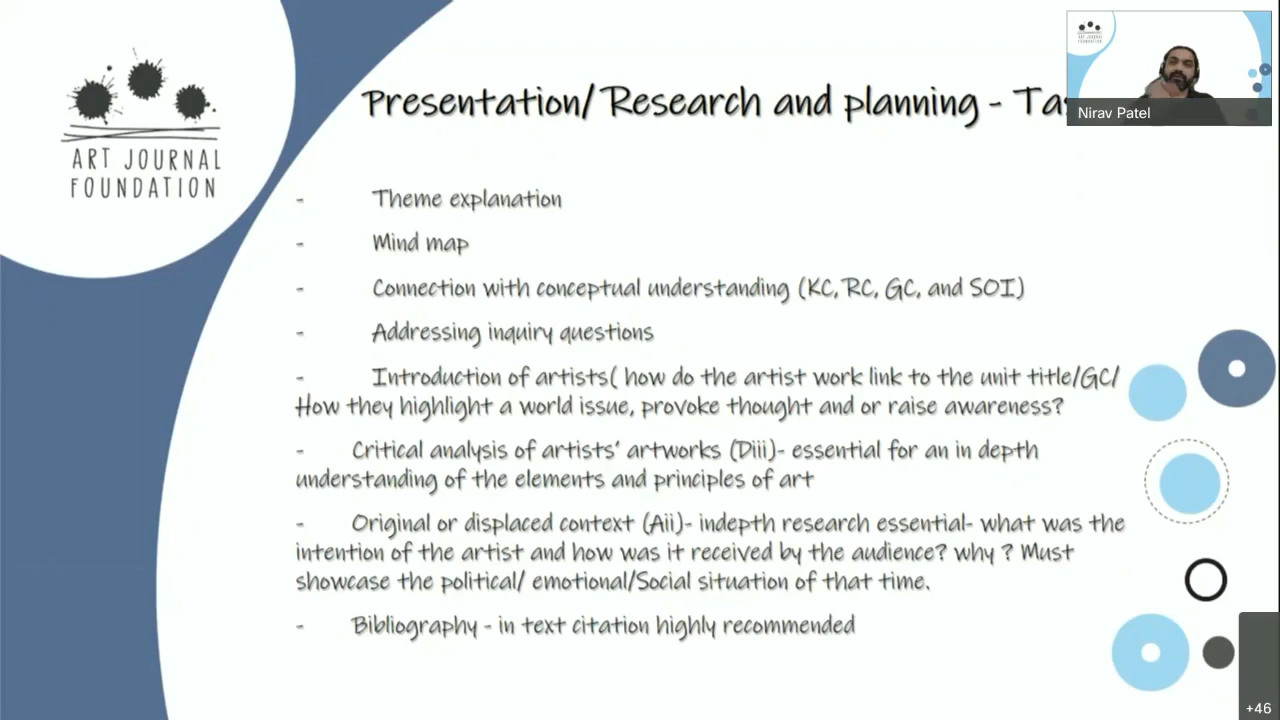 ART JOURNAL
FOUNDATION
Presentation/Research and planning -
Nirav Patel
- Theme explanation
- Mind map
- Connection with conceptual understanding (KC, RC, GC, and SOI)
- Addressing inquiry questions
- Introduction of artists( how do the artist work link to the unit title/GC/
How they highlight a world issue, provoke thought and or raise awareness?
- Critical analysis of artists' artworks (Diii)- essential for an in depth
understanding of the elements and principles of art
- Original or displaced context (Aii)- indepth research essential- what was the
intention of the artist and how was it received by the audience? why ? Must
showcase the political/ emotional/Social situation of that time.
- Bibliography - in text citation highly recommended
+46